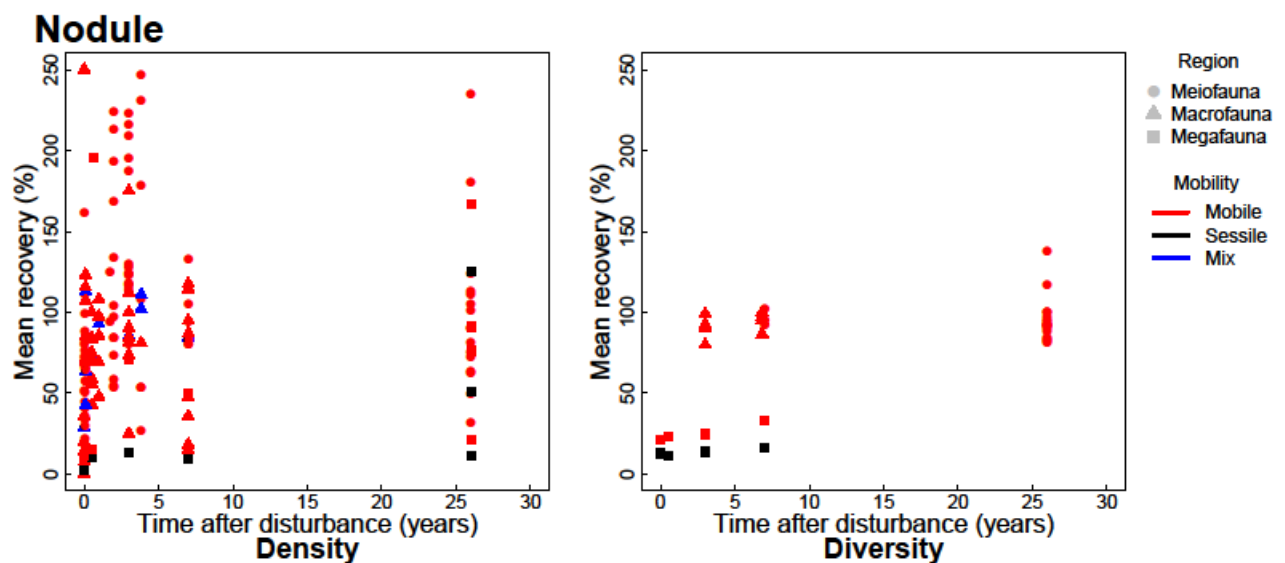 Nodule
Mean recovery (%)
250
200
150
100
50
0
0 5 10 15 20 25 30
Time after disturbance (years)
Density
Mean recovery (%)
250
200
150
100
50
0
0 5 10 15 20 25 30
Time after disturbance (years)
Diversity
Region
Meiofauna
Macrofauna
Megafauna
Mobility
Mobile
Sessile
Mix